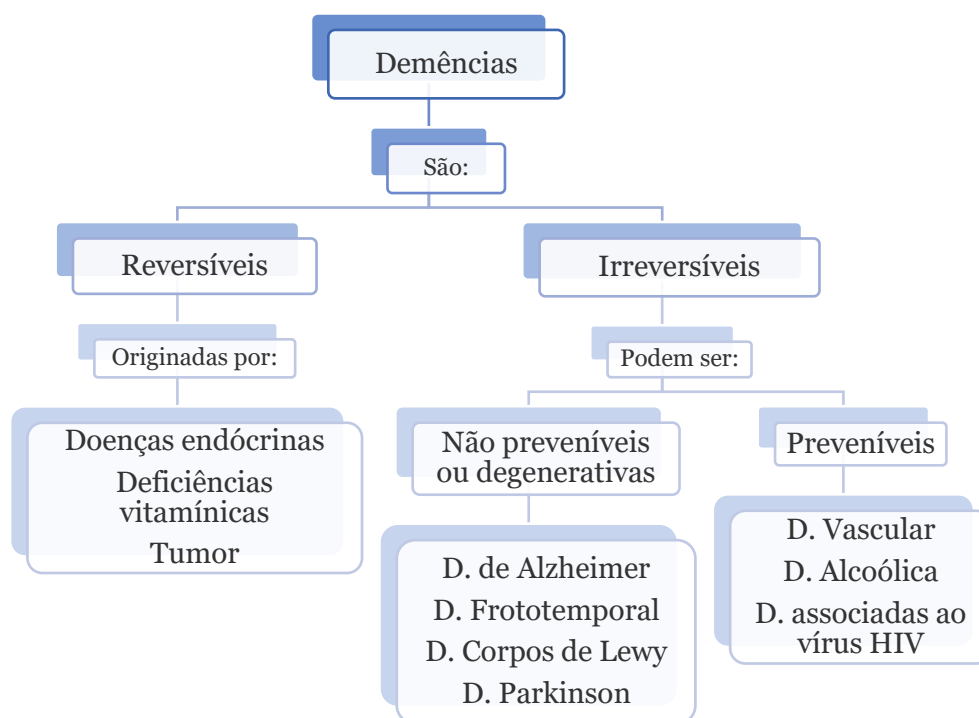 Demências
São:
Reversíveis
Irreversíveis
Originadas por:
Podem ser:
Doenças endócrinas
Deficiências
vitamínicas
Tumor
Não preveníveis
ou degenerativas
Preveníveis
D. de Alzheimer
D. Frototemporal
D. Corpos de Lewy
D. Parkinson
D. Vascular
D. Alcoólica
D. associadas ao
vírus HIV